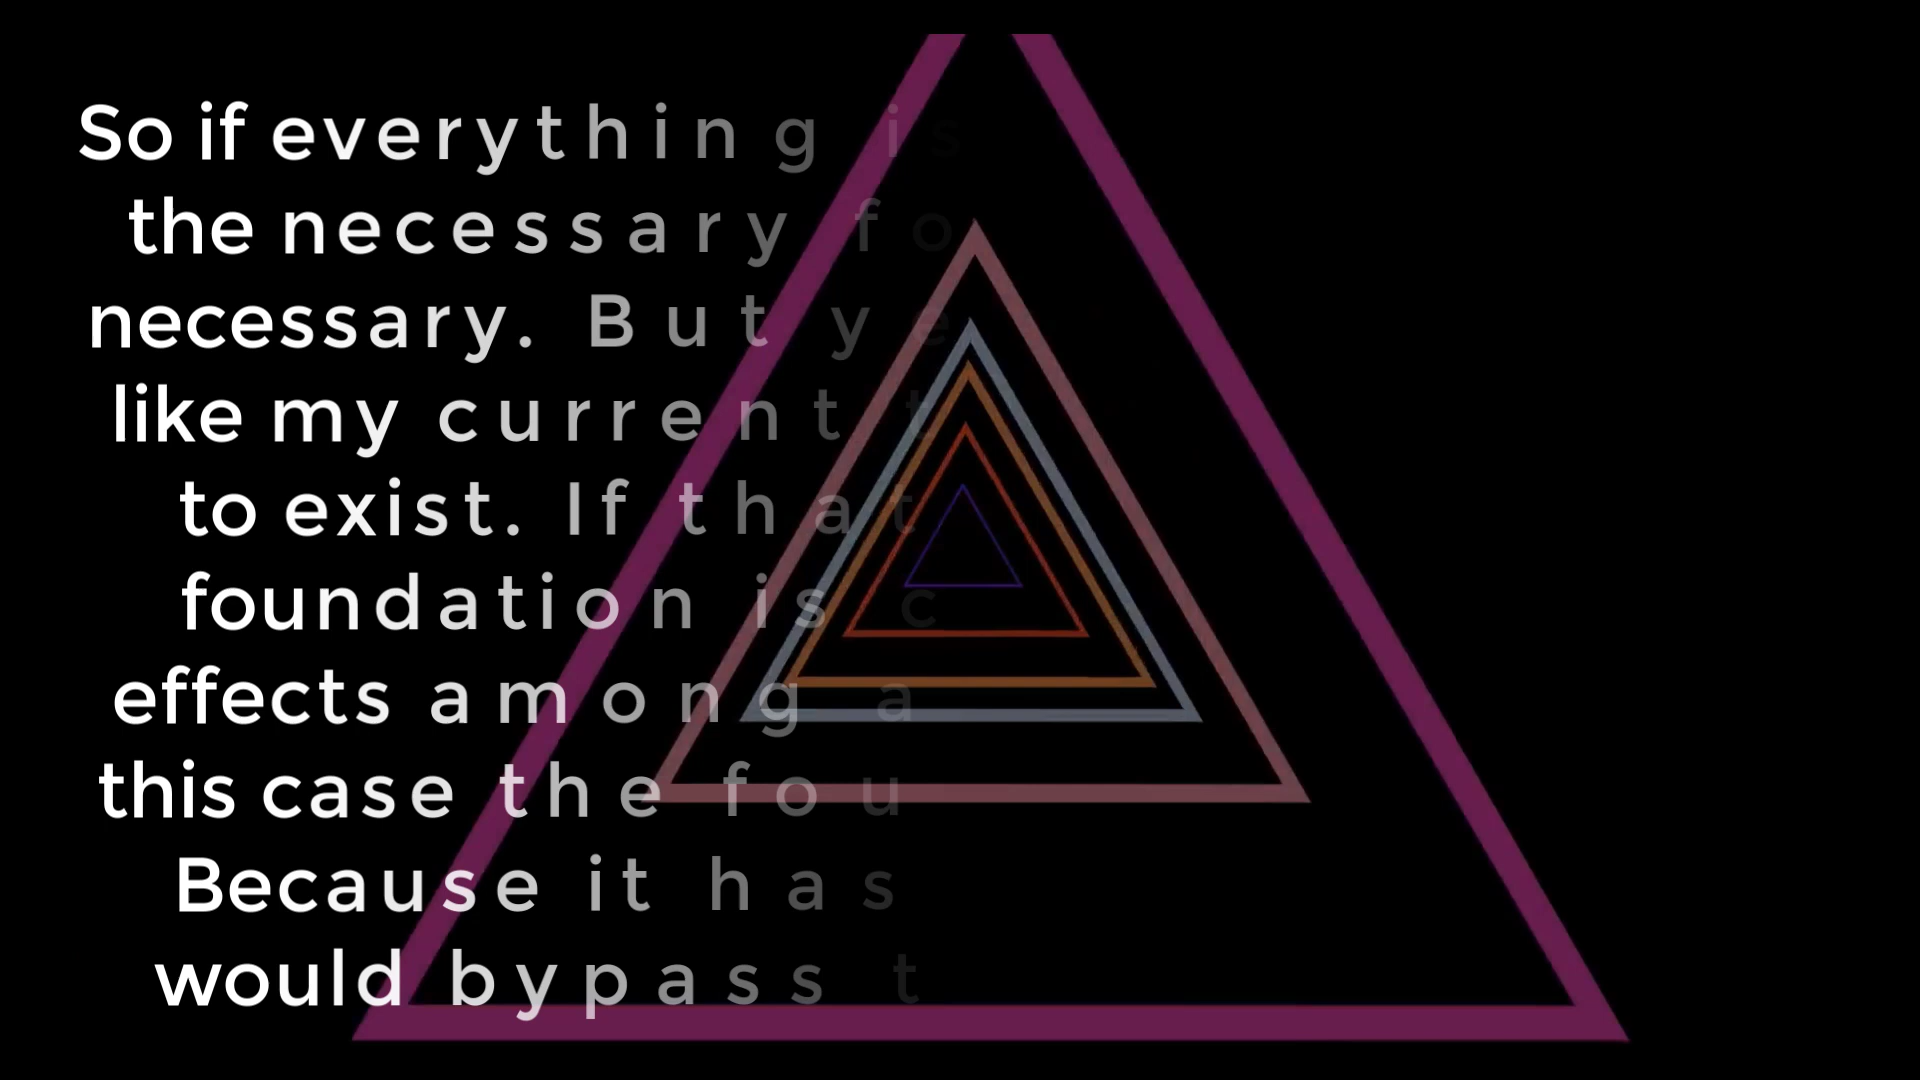 So if everything is
the necessary fo
necessary. But ye
like my current t
to exist. If that
foundation is c
effects among a
this case the fou
Because it has
would bypass t